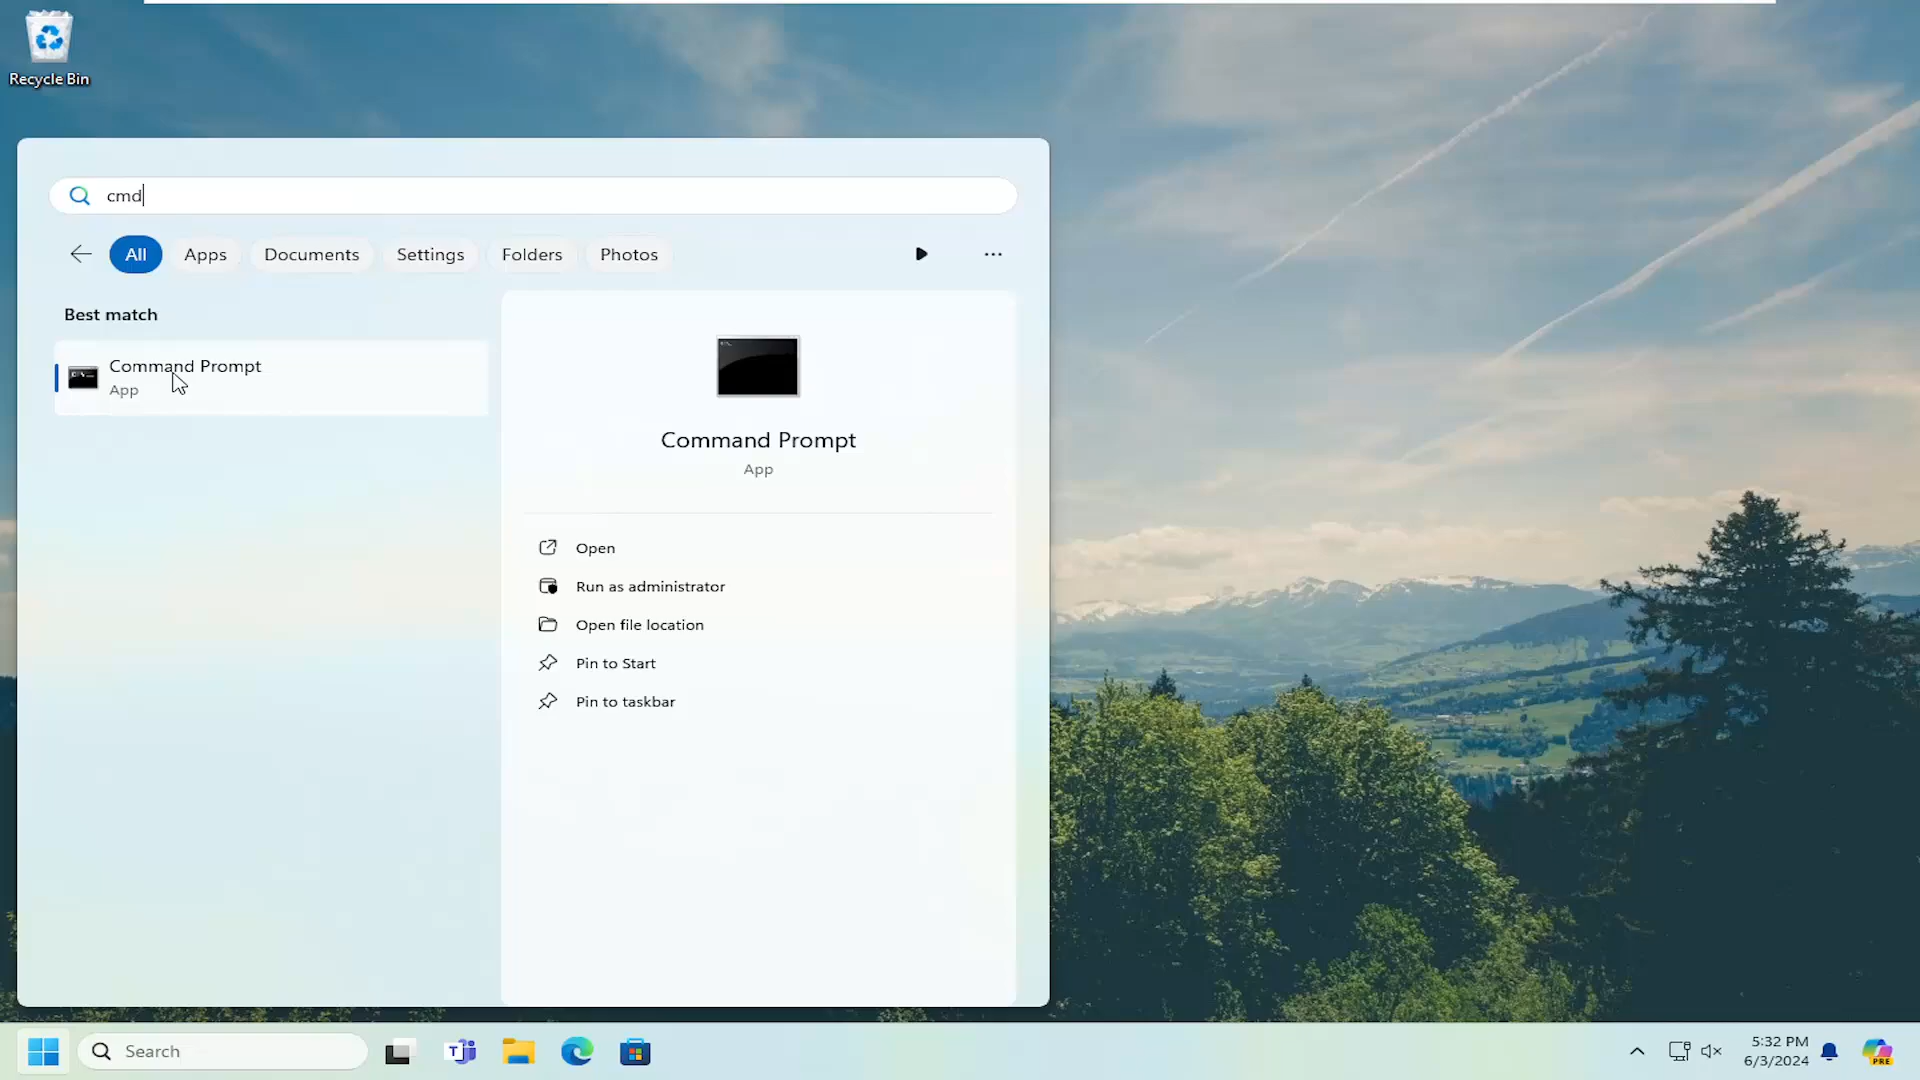 Recycle Bin
cmd
All Apps Documents Settings Folders Photos
Best match
Command Prompt
App
Command Prompt
App
Open
Run as administrator
Open file location
Pin to Start
Pin to taskbar
Search
5:32 PM
6/3/2024
PRE